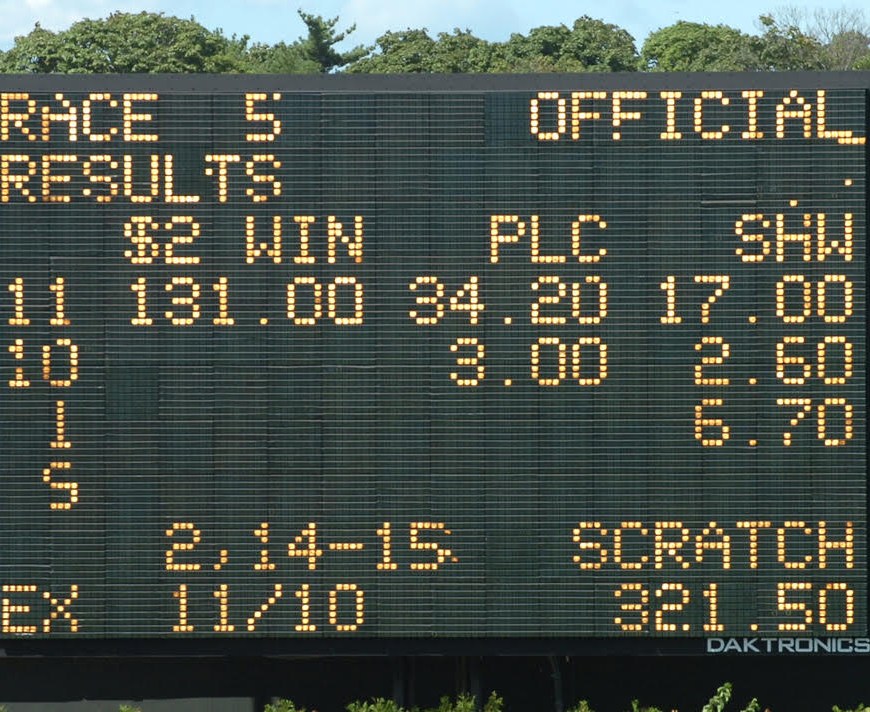 RACE 5 OFFICIAL
RESULTS
$2 WIN PLC SHW
11 131.00 34.20 17.00
10 3.00 2.60
1 6.70
5
2,14-15 SCRATCH
EX 11/10 321.50
DAKTRONICS